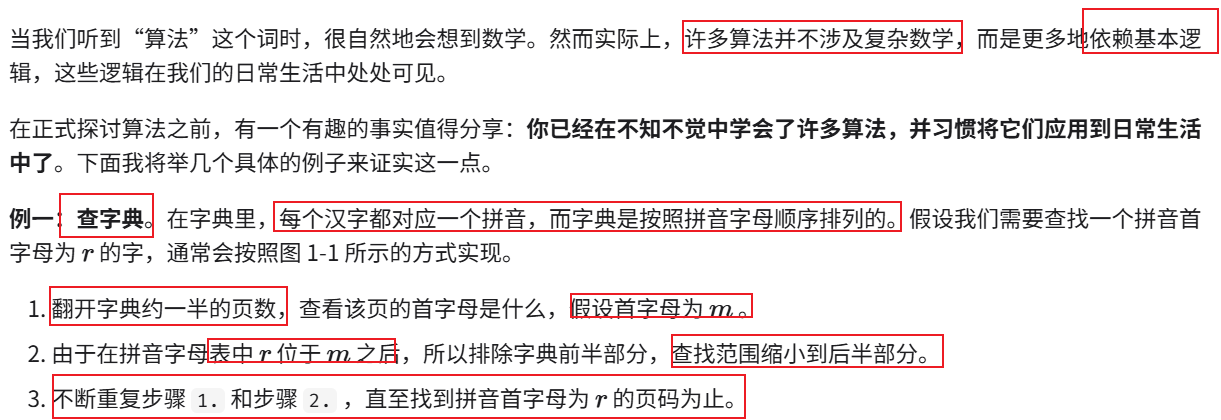 当我们听到“算法”这个词时，很自然地会想到数学。然而实际上，许多算法并不涉及复杂数学，而是更多地依赖基本逻
辑，这些逻辑在我们的日常生活中处处可见。
在正式探讨算法之前，有一个有趣的事实值得分享：你已经在不知不觉中学会了许多算法，并习惯将它们应用到日常生活
中了。下面我将举几个具体的例子来证实这一点。
例一：查字典。在字典里，每个汉字都对应一个拼音，而字典是按照拼音字母顺序排列的。假设我们需要查找一个拼音首
字母为 r 的字，通常会按照图 1-1 所示的方式实现。
1. 翻开字典约一半的页数，查看该页的首字母是什么，假设首字母为 m 。
2. 由于在拼音字母表中 r 位于 m 之后，所以排除字典前半部分，查找范围缩小到后半部分。
3. 不断重复步骤 1. 和步骤 2. ，直至找到拼音首字母为 r 的页码为止。